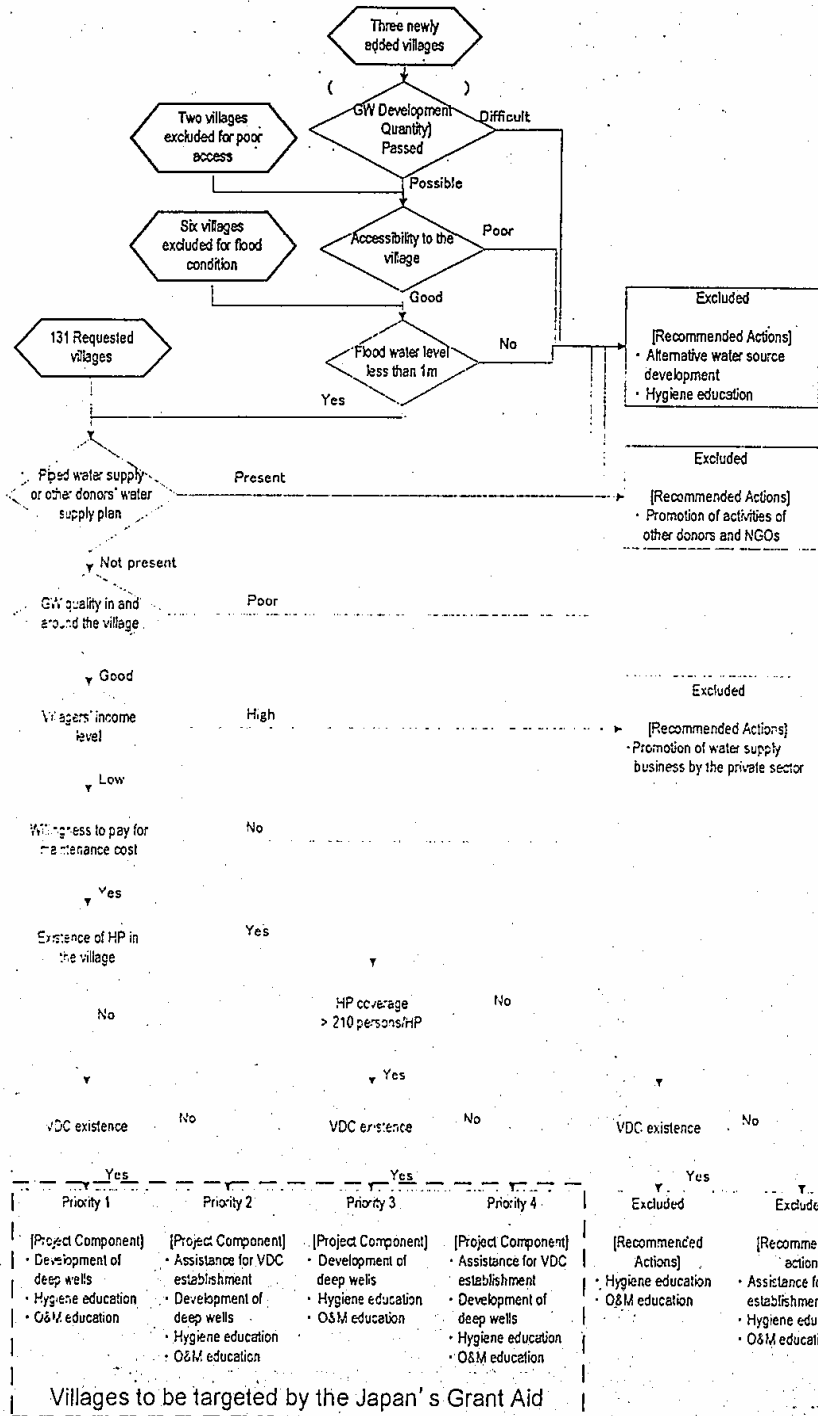 Three newly
added villages
( )
GW Development
Quantity]
Passed
Difficult
Two villages
excluded for poor
access
Possible
Six villages
excluded for flood
condition
Accessibility to the
village
Poor
Good
131 Requested
villages
Flood water level
less than 1m
No
Yes
Excluded
[Recommended Actions]
· Alternative water source
development
· Hygiene education
Piped water supply
or other donors' water
supply plan
Present
Excluded
[Recommended Actions]
· Promotion of activities of
other donors and NGOs
Not present
GW quality in and
around the village
Poor
Good
Villagers' income
level
High
Excluded
[Recommended Actions]
· Promotion of water supply
business by the private sector
Low
Willingness to pay for
maintenance cost
No
Yes
Existence of HP in
the village
Yes
No
HP coverage
> 210 persons/HP
No
Yes
VDC existence
No
VDC existence
No
VDC existence
No
Yes
Yes
Yes
Priority 1
[Project Component]
· Development of
deep wells
· Hygiene education
· O&M education
Priority 2
[Project Component]
· Assistance for VDC
establishment
· Development of
deep wells
· Hygiene education
· O&M education
Priority 3
[Project Component]
· Development of
deep wells
· Hygiene education
· O&M education
Priority 4
[Project Component]
· Assistance for VDC
establishment
· Development of
deep wells
· Hygiene education
· O&M education
Excluded
[Recommended
Actions]
· Hygiene education
· O&M education
Exclude
[Recomme
action
· Assistance f
establishmen
· Hygiene edu
· O&M educati
Villages to be targeted by the Japan's Grant Aid